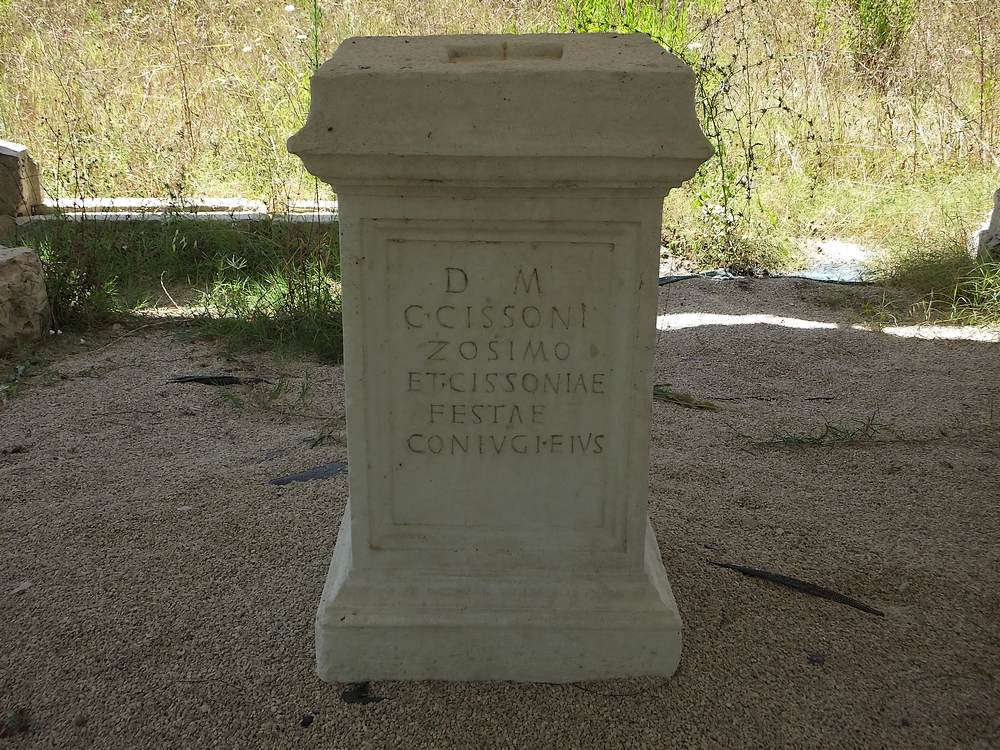 D M
C·CISSONI
ZOSIMO
ET·CISSONIAE
FESTAE
CONIVGI·EIVS